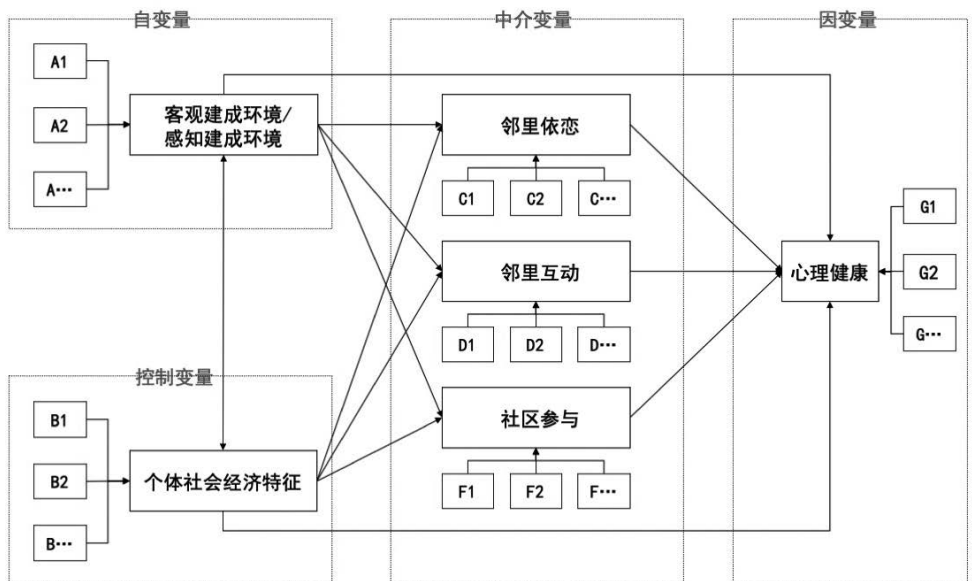 自变量
中介变量
因变量
A1
A2
A…
客观建成环境/
感知建成环境
邻里依恋
C1
C2
C…
邻里互动
D1
D2
D…
心理健康
G1
G2
G…
控制变量
B1
B2
B…
个体社会经济特征
社区参与
F1
F2
F…